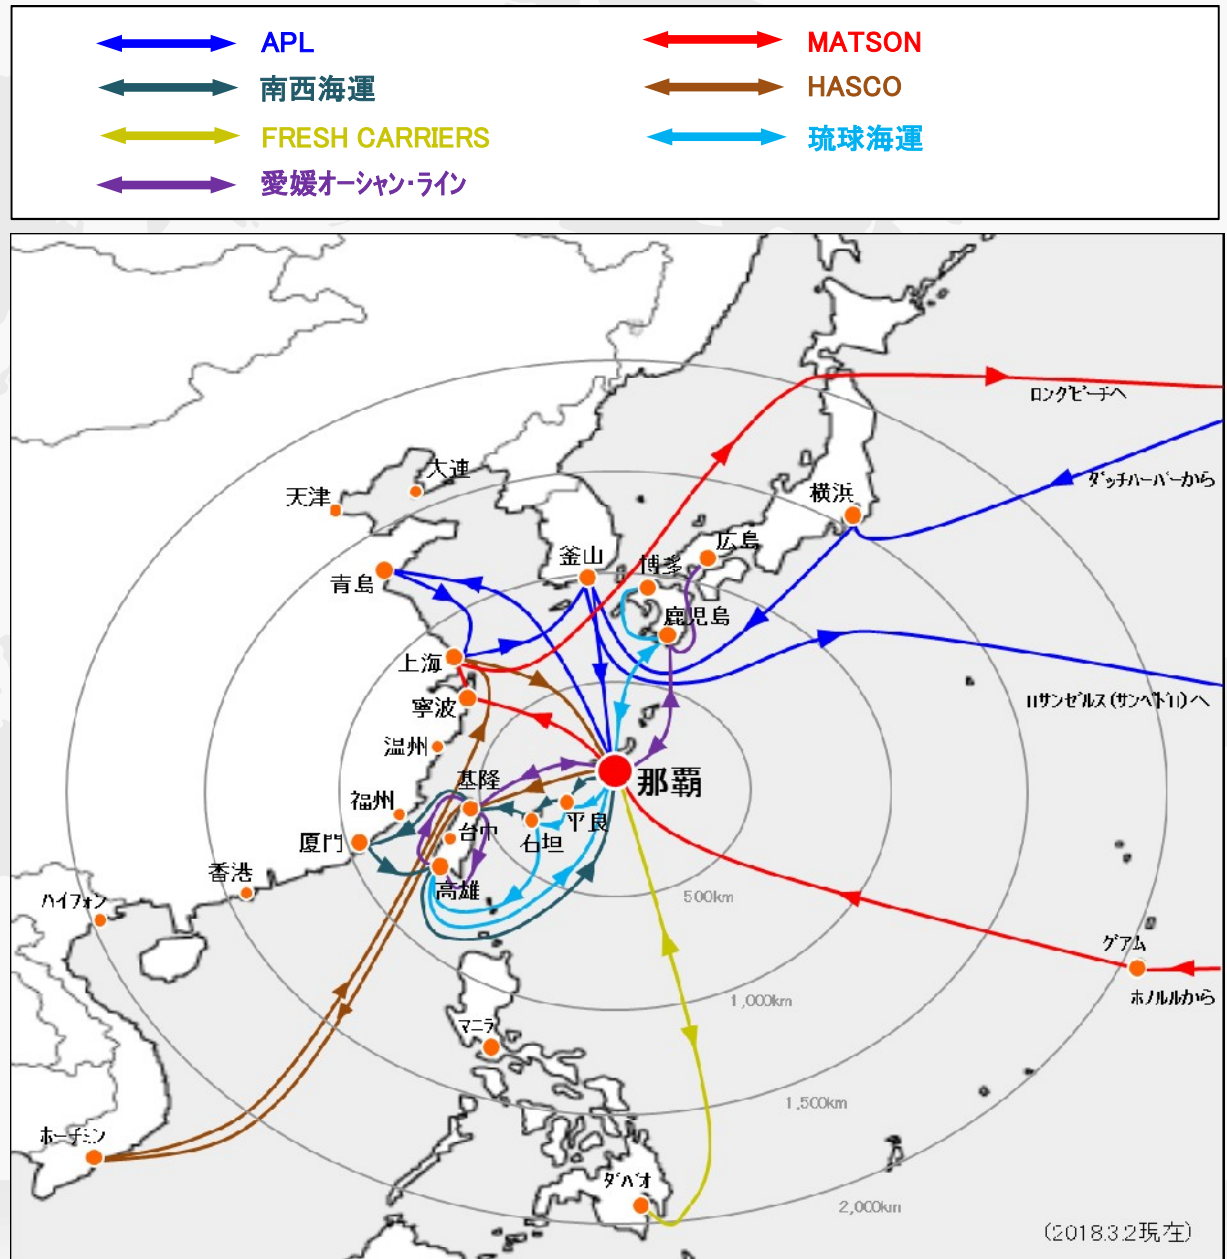 APL
MATSON
南西海運
HASCO
FRESH CARRIERS
琉球海運
愛媛オーシャン・ライン
ロングビーチへ
大連
天津
ダッチハーバーから
横浜
広島
釜山
博多
青島
鹿児島
上海
ロサンゼルス(サンペドロ)へ
寧波
温州
那覇
基隆
福州
平良
台中
石垣
厦門
香港
高雄
500km
ハイフォン
グアム
ホノルルから
1,000km
マニラ
1,500km
ホーチミン
ダバオ
2,000km
(2018.3.2現在)